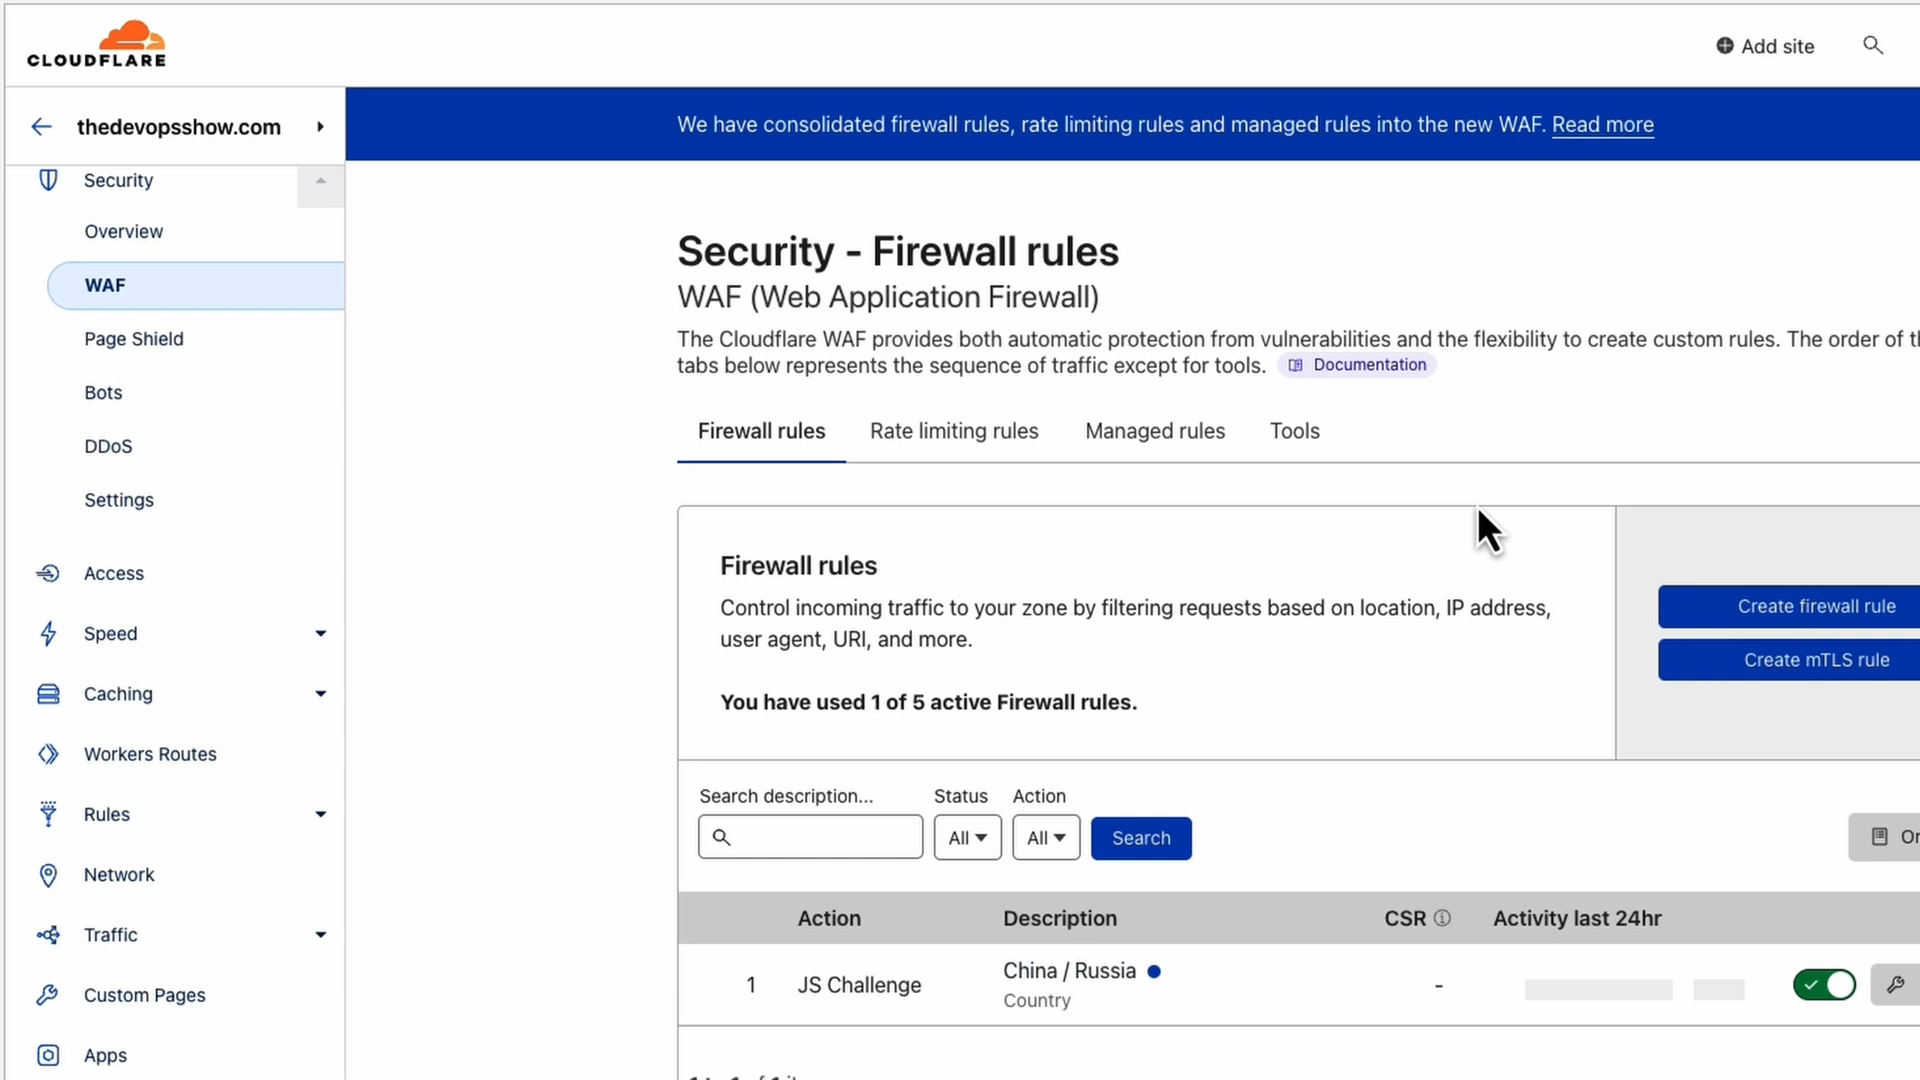 CLOUDFLARE
Add site
thedevopsshow.com
We have consolidated firewall rules, rate limiting rules and managed rules into the new WAF. Read more
Security
Overview
WAF
Page Shield
Bots
DDoS
Settings
Access
Speed
Caching
Workers Routes
Rules
Network
Traffic
Custom Pages
Apps
Security - Firewall rules
WAF (Web Application Firewall)
The Cloudflare WAF provides both automatic protection from vulnerabilities and the flexibility to create custom rules. The order of
tabs below represents the sequence of traffic except for tools. Documentation
Firewall rules Rate limiting rules Managed rules Tools
Firewall rules
Control incoming traffic to your zone by filtering requests based on location, IP address,
user agent, URI, and more.
You have used 1 of 5 active Firewall rules.
Create firewall rule
Create mTLS rule
Search description... Status Action
All All Search
Action Description CSR Activity last 24hr
1 JS Challenge China / Russia -
Country